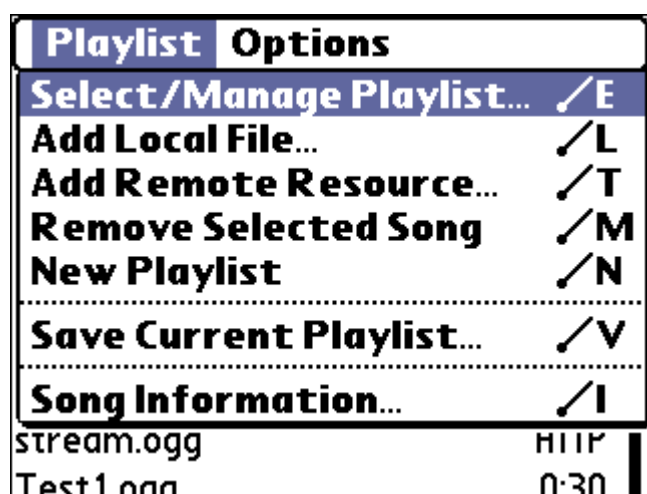 Playlist Options
Select/Manage Playlist... /E
Add Local File... /L
Add Remote Resource... /T
Remove Selected Song /M
New Playlist /N
Save Current Playlist... /V
Song Information... /I
stream.ogg HTTP
Test1.ogg 0:30